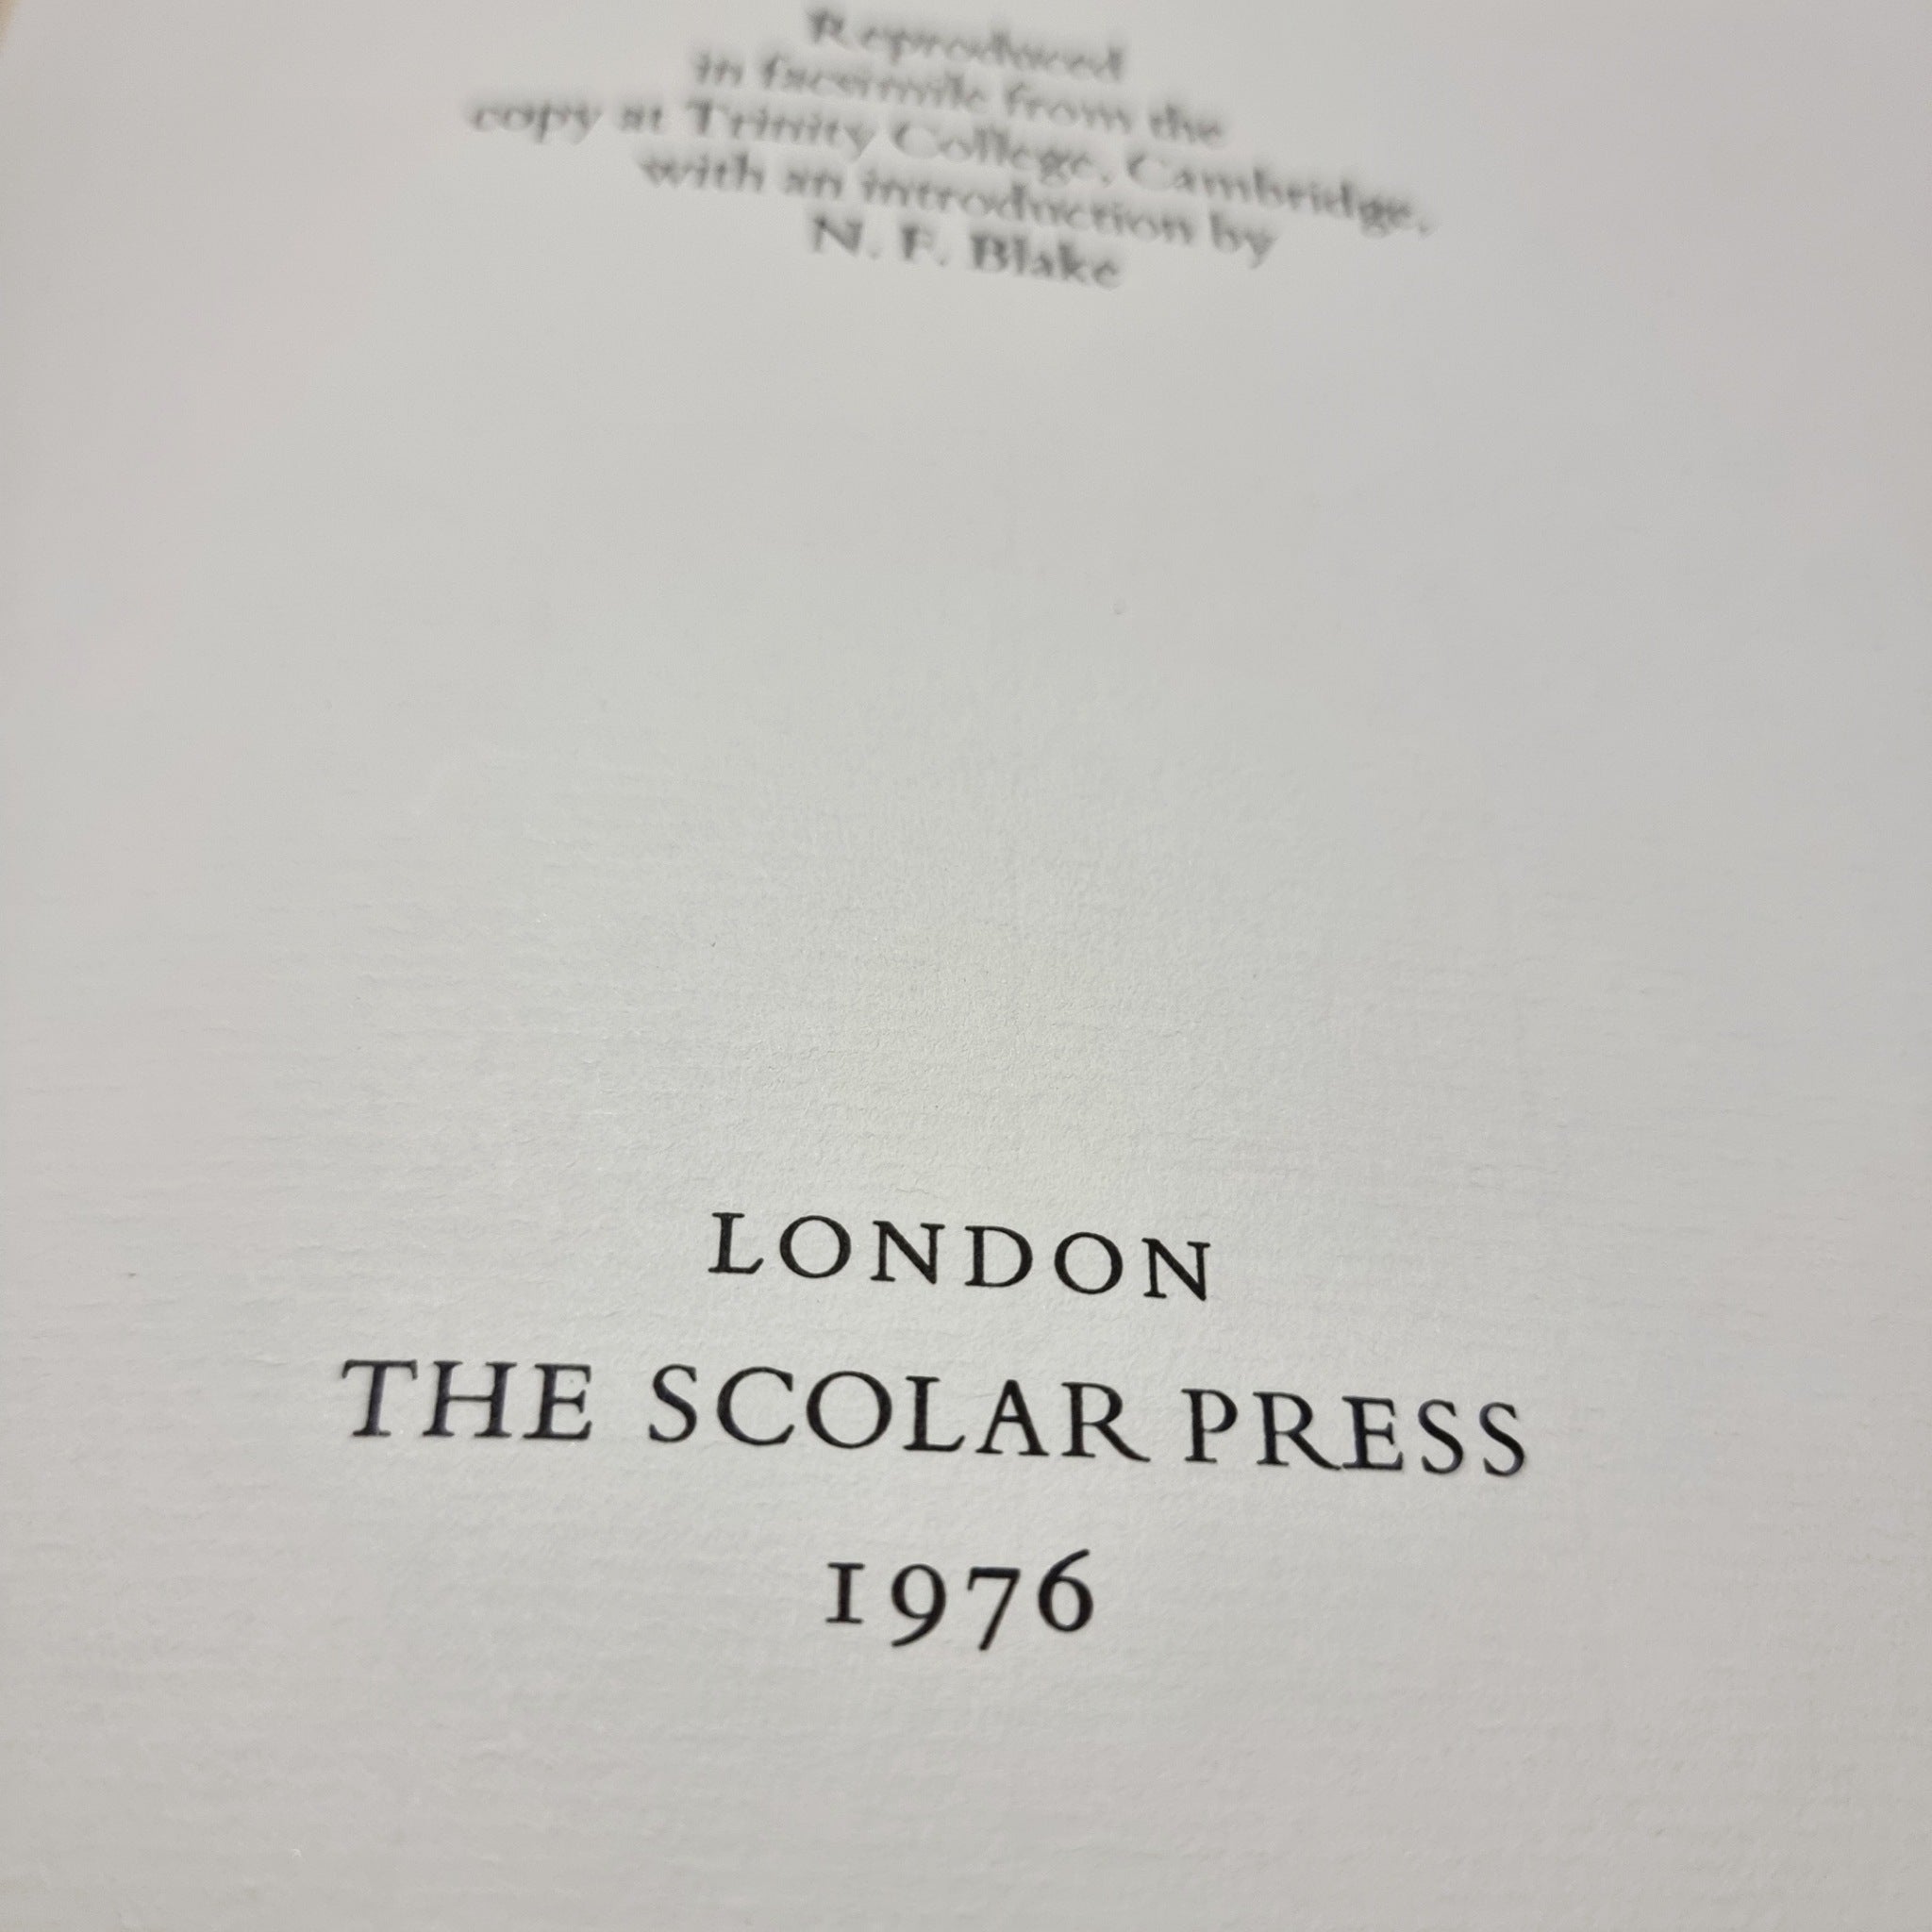 Reproduced
in facsimile from the
copy at Trinity College, Cambridge,
with an introduction by
N. F. Blake
LONDON
THE SCOLAR PRESS
1976